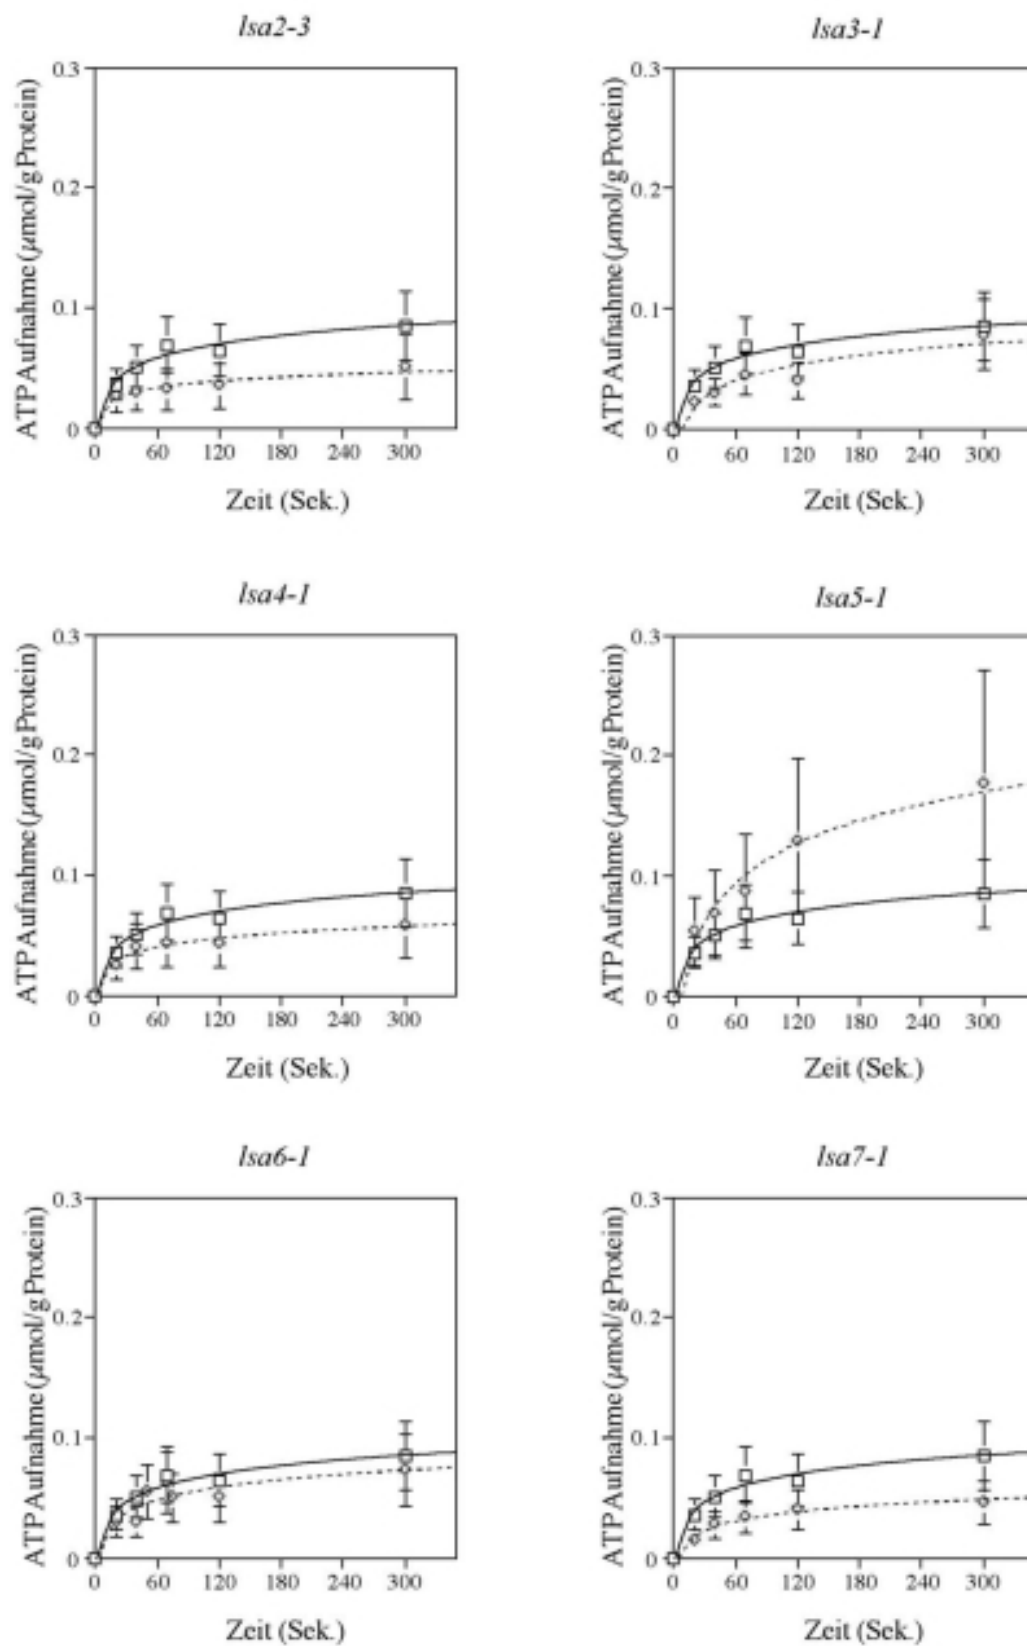 lsa2-3
lsa3-1
0.3
0.2
0.1
0
ATP Aufnahme (µmol/gProtein)
0 60 120 180 240 300
Zeit (Sek.)
0.3
0.2
0.1
0
ATP Aufnahme (µmol/gProtein)
0 60 120 180 240 300
Zeit (Sek.)
lsa4-1
lsa5-1
0.3
0.2
0.1
0
ATP Aufnahme (µmol/gProtein)
0 60 120 180 240 300
Zeit (Sek.)
0.3
0.2
0.1
0
ATP Aufnahme (µmol/gProtein)
0 60 120 180 240 300
Zeit (Sek.)
lsa6-1
lsa7-1
0.3
0.2
0.1
0
ATP Aufnahme (µmol/gProtein)
0 60 120 180 240 300
Zeit (Sek.)
0.3
0.2
0.1
0
ATP Aufnahme (µmol/gProtein)
0 60 120 180 240 300
Zeit (Sek.)